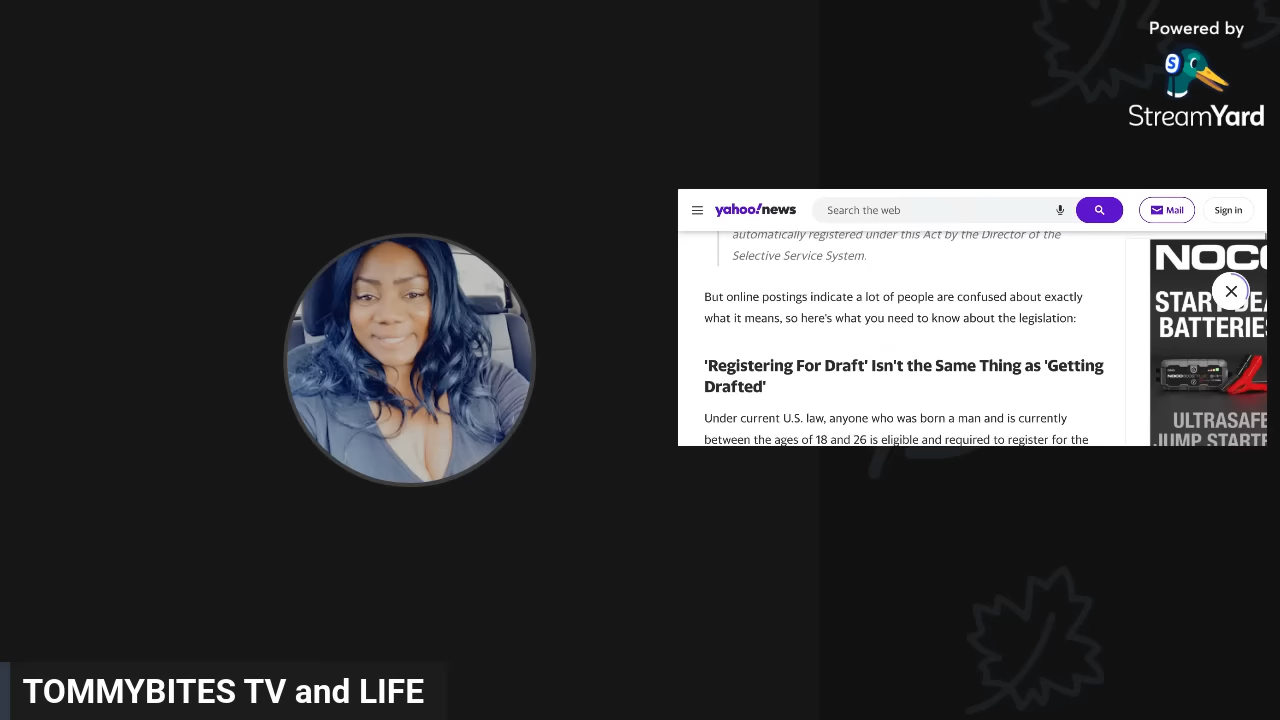 Powered by
StreamYard
yahoo!news
Search the web
Mail
Sign in
automatically registered under this Act by the Director of the
Selective Service System.
But online postings indicate a lot of people are confused about exactly
what it means, so here's what you need to know about the legislation:
'Registering For Draft' Isn't the Same Thing as 'Getting
Drafted'
Under current U.S. law, anyone who was born a man and is currently
between the ages of 18 and 26 is eligible and required to register for the
NOCO
BATTERIE
ULTRASAFE
JUMP STARTE
TOMMYBITES TV and LIFE